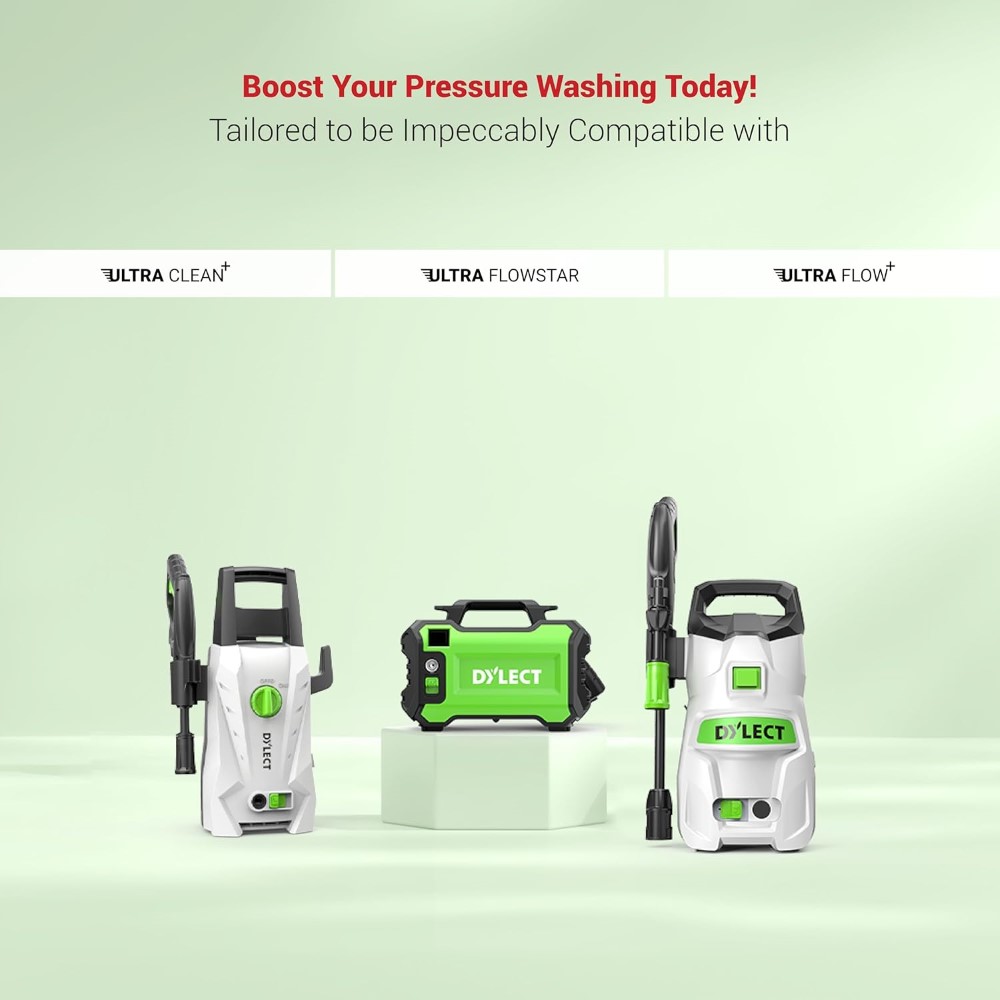 Boost Your Pressure Washing Today!
Tailored to be Impeccably Compatible with
ULTRA CLEAN+
ULTRA FLOWSTAR
ULTRA FLOW+
DYLECT
DYLECT
DYLECT